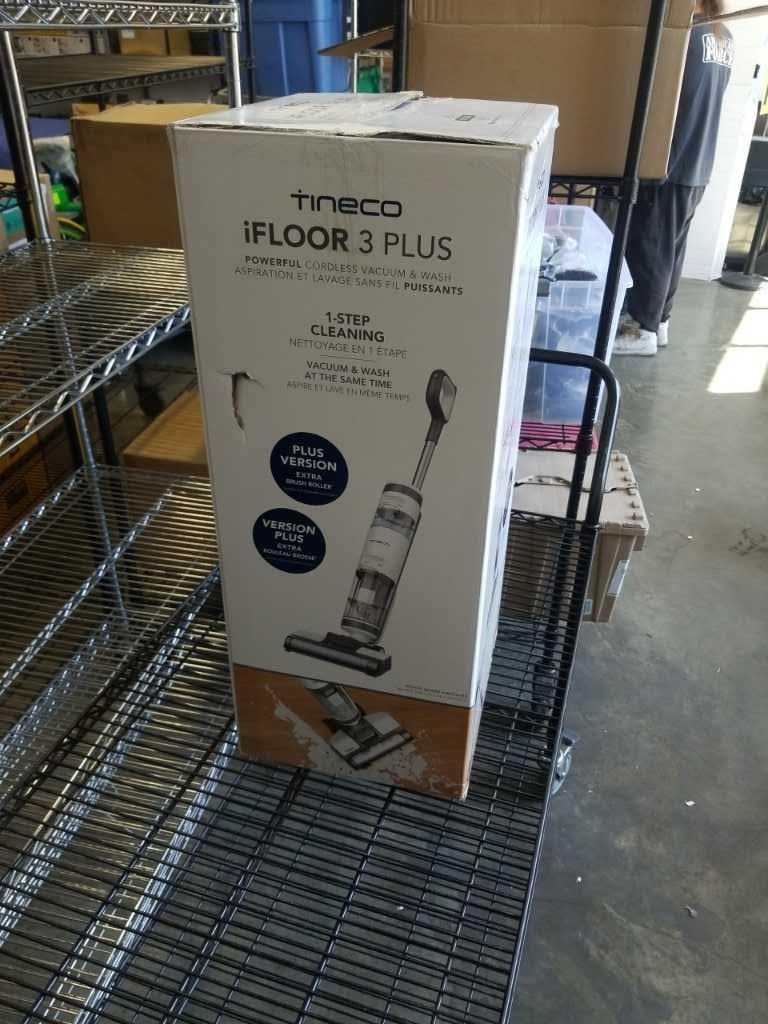 TINECO
iFLOOR 3 PLUS
POWERFUL CORDLESS VACUUM & WASH
ASPIRATION ET LAVAGE SANS FIL PUISSANTS
1-STEP
CLEANING
NETTOYAGE EN 1 ÉTAPE
VACUUM & WASH
AT THE SAME TIME
ASPIRE ET LAVE EN MÊME TEMPS
PLUS
VERSION
EXTRA
BRUSH ROLLER*
VERSION
PLUS
EXTRA
ROULEAU BROSSE*
TINECO